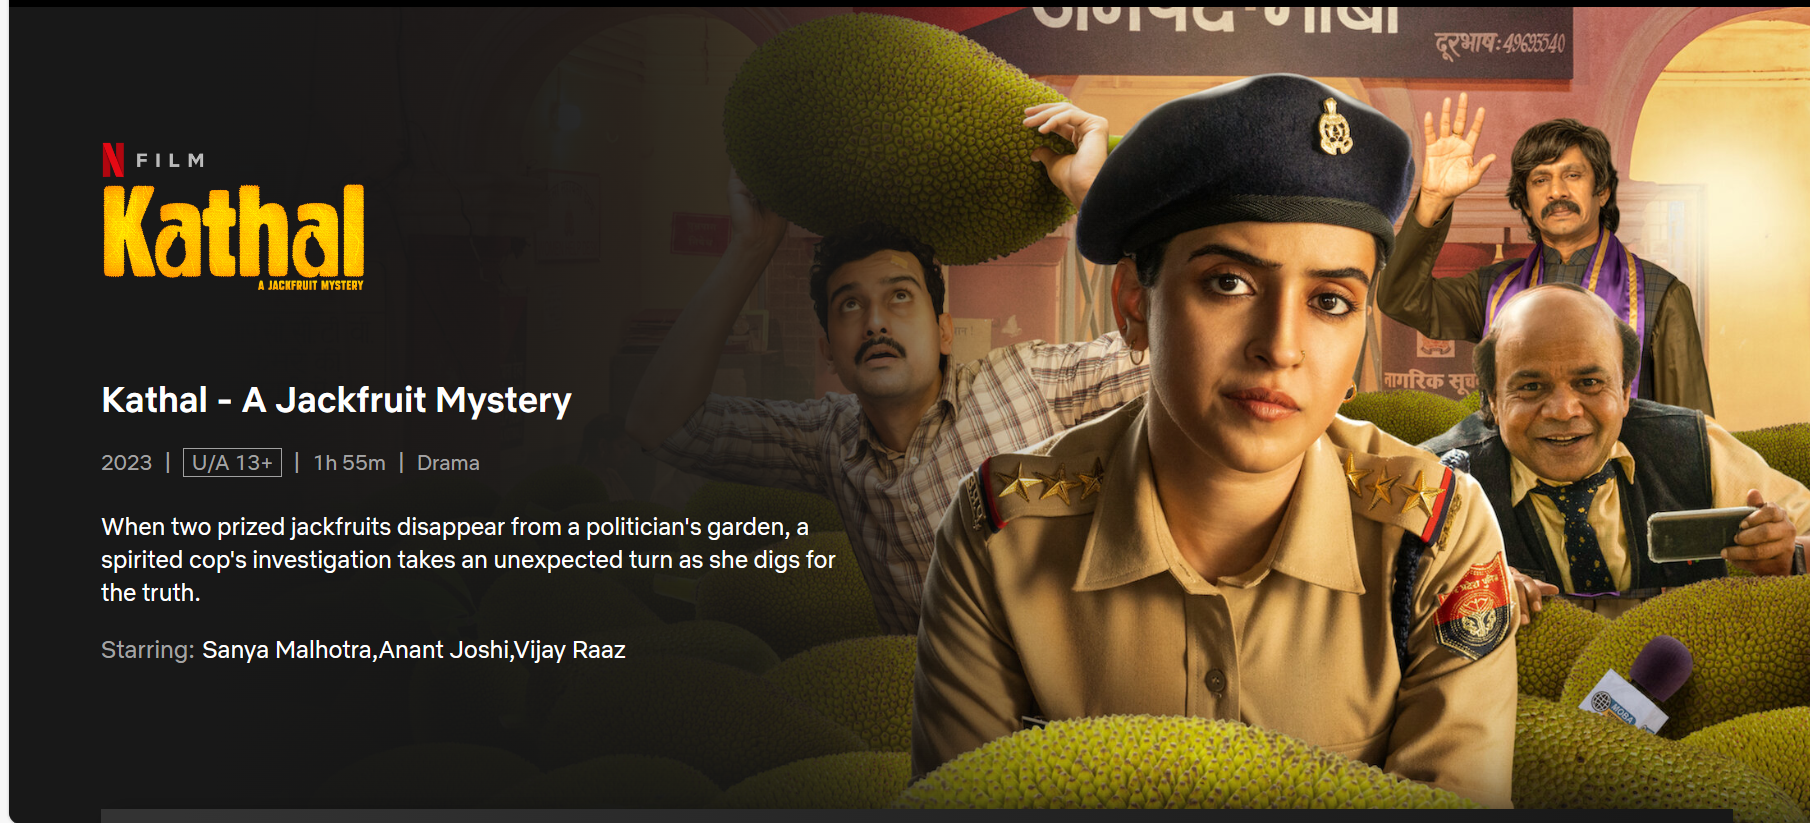 दूरभाष: 49695540
N FILM
Kathal
A JACKFRUIT MYSTERY
Kathal - A Jackfruit Mystery
2023 | U/A 13+ | 1h 55m | Drama
When two prized jackfruits disappear from a politician's garden, a
spirited cop's investigation takes an unexpected turn as she digs for
the truth.
Starring: Sanya Malhotra,Anant Joshi,Vijay Raaz
नागरिक सूच
MOBA